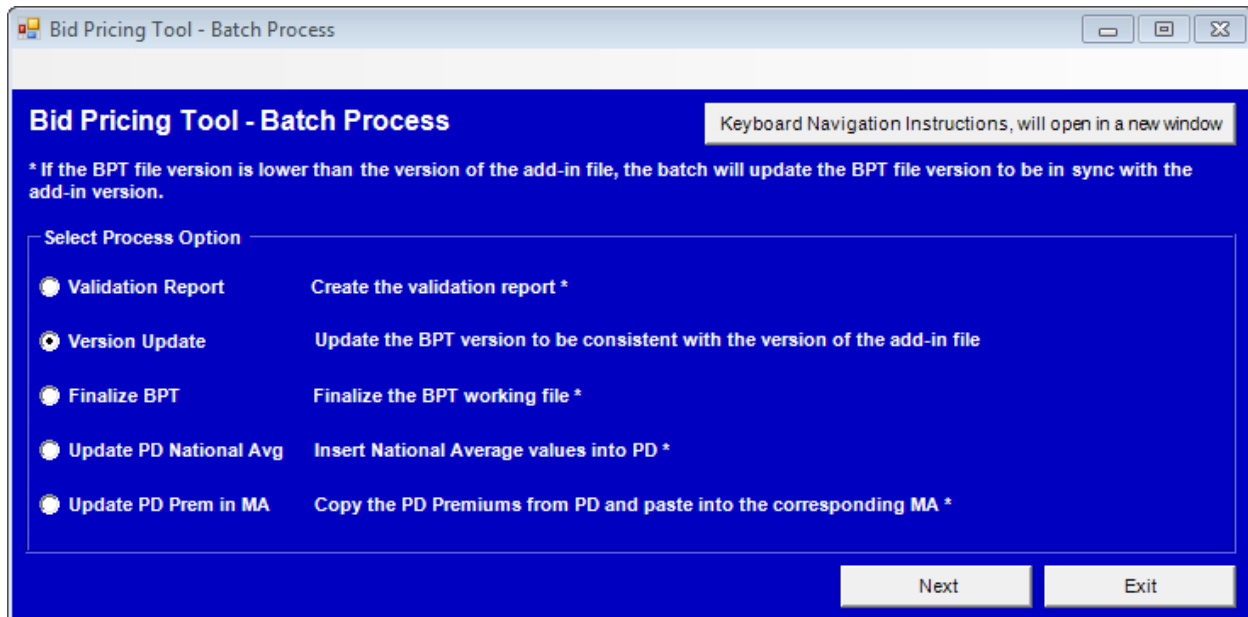 Bid Pricing Tool - Batch Process
Bid Pricing Tool - Batch Process
Keyboard Navigation Instructions, will open in a new window
* If the BPT file version is lower than the version of the add-in file, the batch will update the BPT file version to be in sync with the
add-in version.
Select Process Option
Validation Report Create the validation report *
Version Update Update the BPT version to be consistent with the version of the add-in file
Finalize BPT Finalize the BPT working file *
Update PD National Avg Insert National Average values into PD *
Update PD Prem in MA Copy the PD Premiums from PD and paste into the corresponding MA *
Next Exit